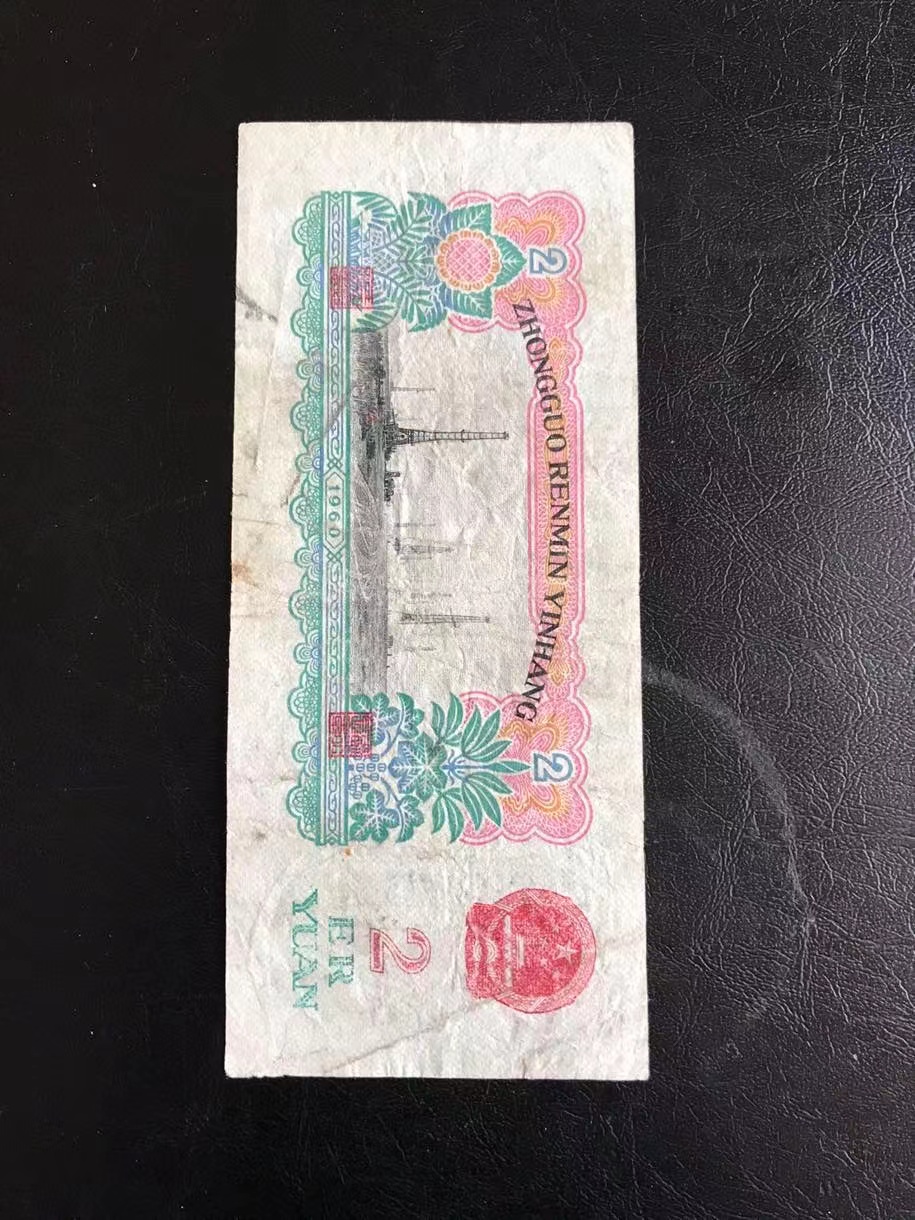 ZHONGGUO RENMIN YINHANG
2
2
1960
2
ER
YUAN